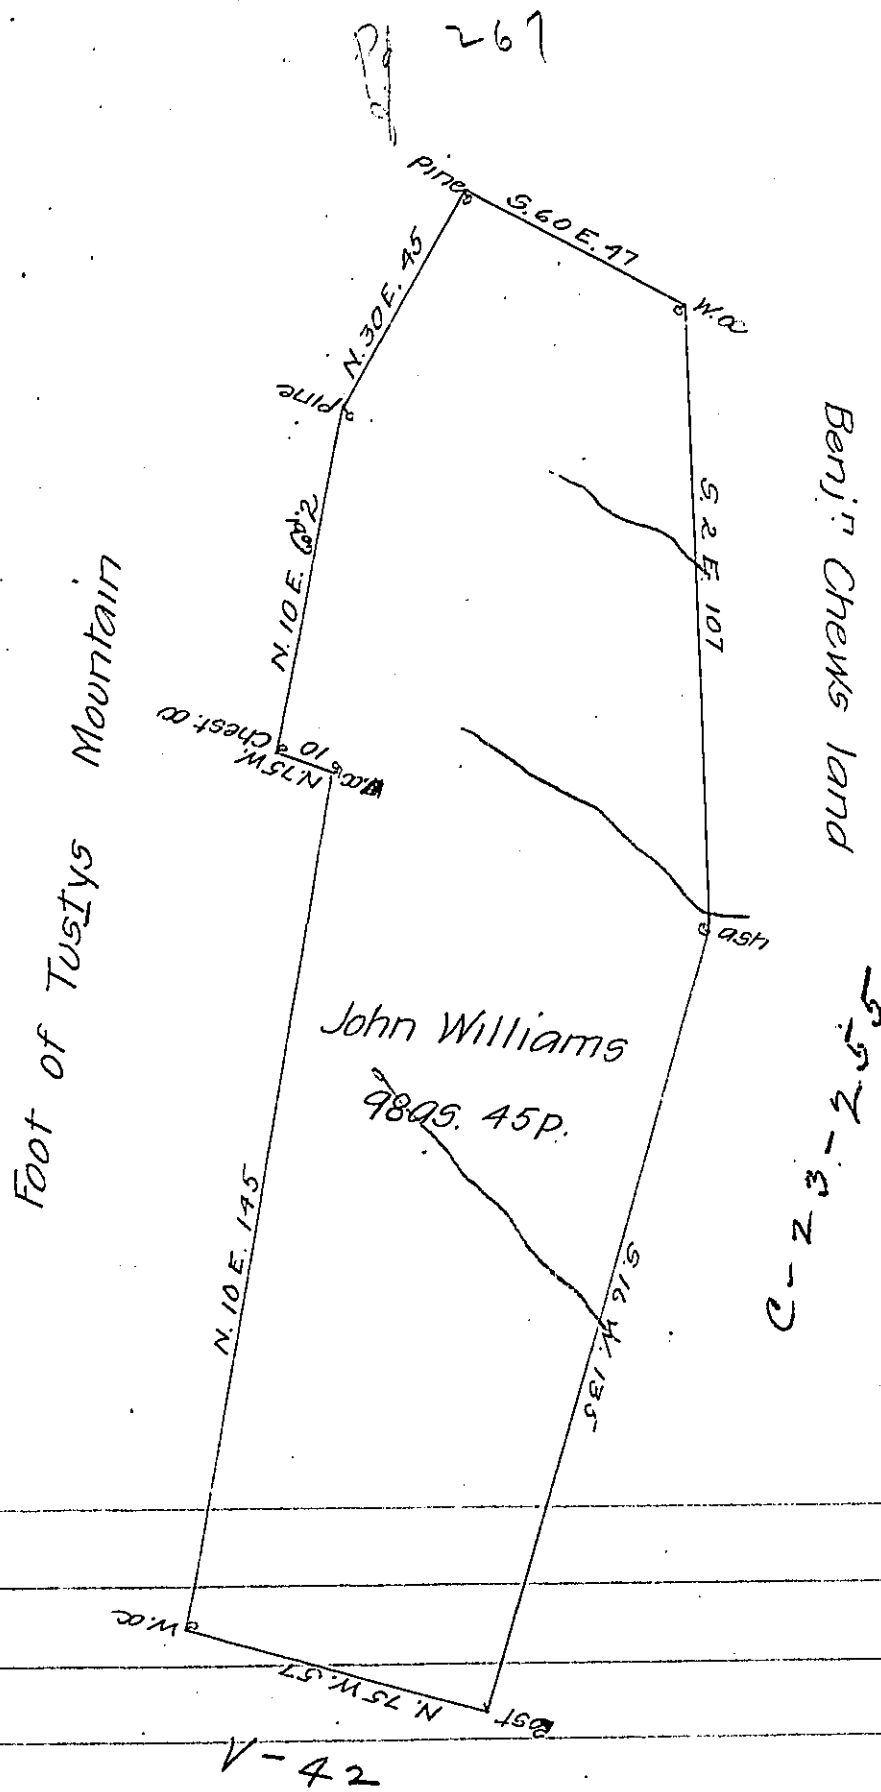 267
pine
S. 60 E. 47
W.O
N. 30 E. 45
pine
Benj.n Chews land
S. 2 E. 107
N. 10 E.
Chest. O
N. 75 W. 10
W.O
Foot of Tustys Mountain
ash
John Williams
98 as. 45 p.
C-23-255
N. 10 E. 145
S. 16 W. 135
W.O
N. 75 W. 57
post
V-42